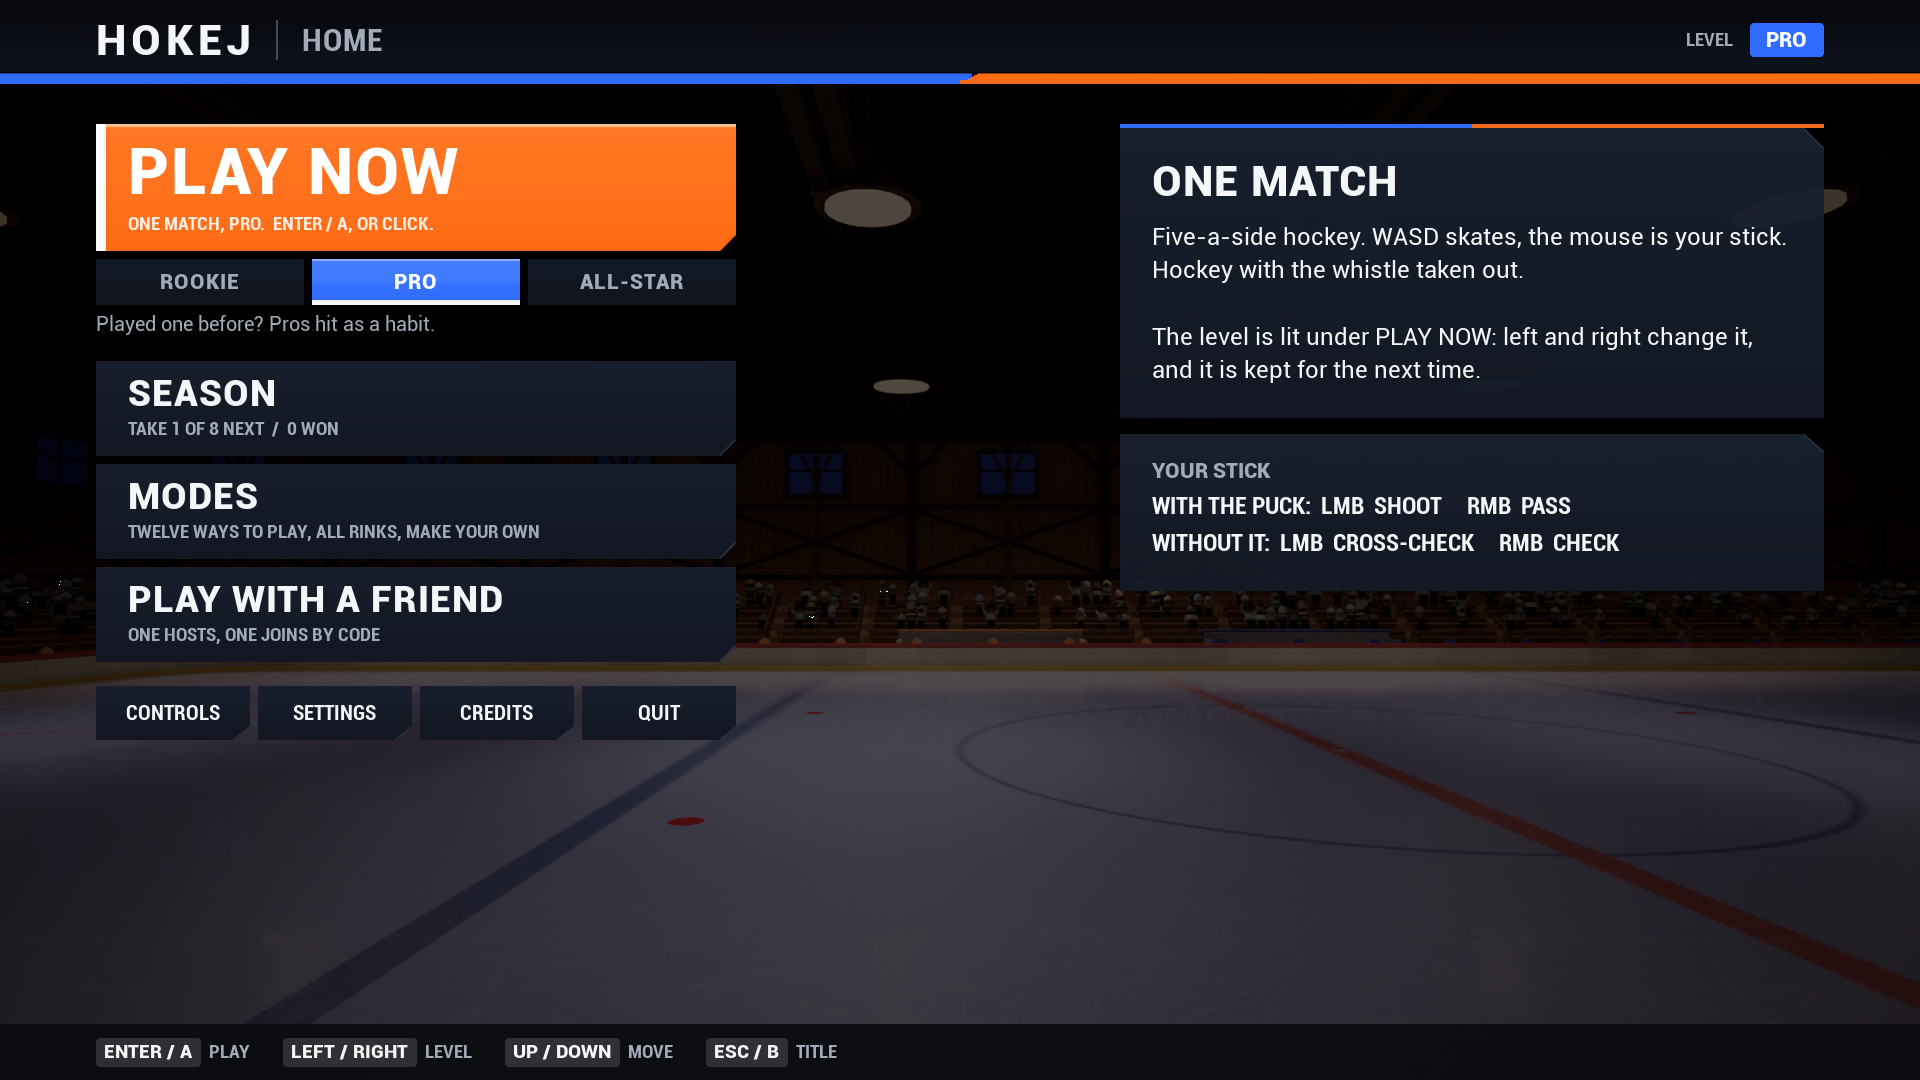 HOKEJ HOME
LEVEL PRO
PLAY NOW
ONE MATCH, PRO. ENTER / A, OR CLICK.
ROOKIE PRO ALL-STAR
Played one before? Pros hit as a habit.
SEASON
TAKE 1 OF 8 NEXT / 0 WON
MODES
TWELVE WAYS TO PLAY, ALL RINKS, MAKE YOUR OWN
PLAY WITH A FRIEND
ONE HOSTS, ONE JOINS BY CODE
CONTROLS SETTINGS CREDITS QUIT
ONE MATCH
Five-a-side hockey. WASD skates, the mouse is your stick.
Hockey with the whistle taken out.
The level is lit under PLAY NOW: left and right change it,
and it is kept for the next time.
YOUR STICK
WITH THE PUCK: LMB SHOOT RMB PASS
WITHOUT IT: LMB CROSS-CHECK RMB CHECK
ENTER / A PLAY LEFT / RIGHT LEVEL UP / DOWN MOVE ESC / B TITLE